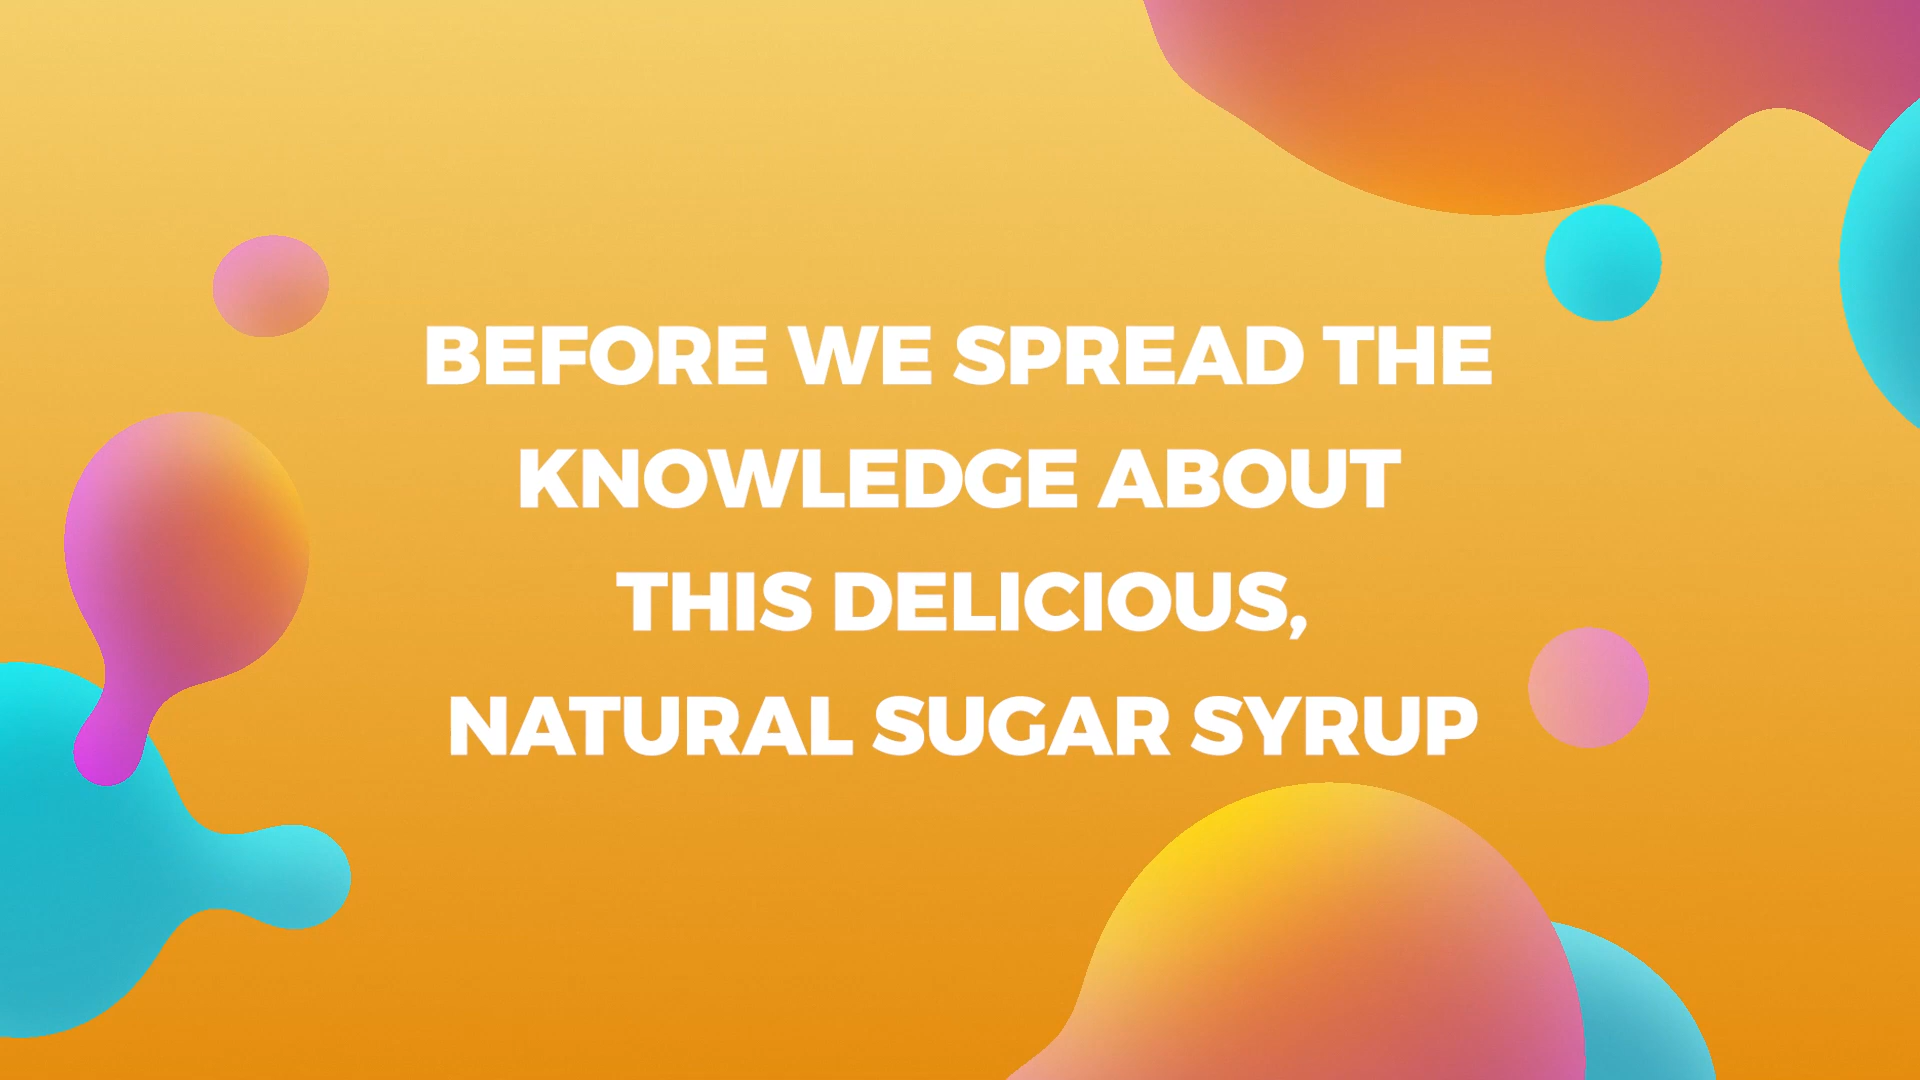 BEFORE WE SPREAD THE
KNOWLEDGE ABOUT
THIS DELICIOUS,
NATURAL SUGAR SYRUP